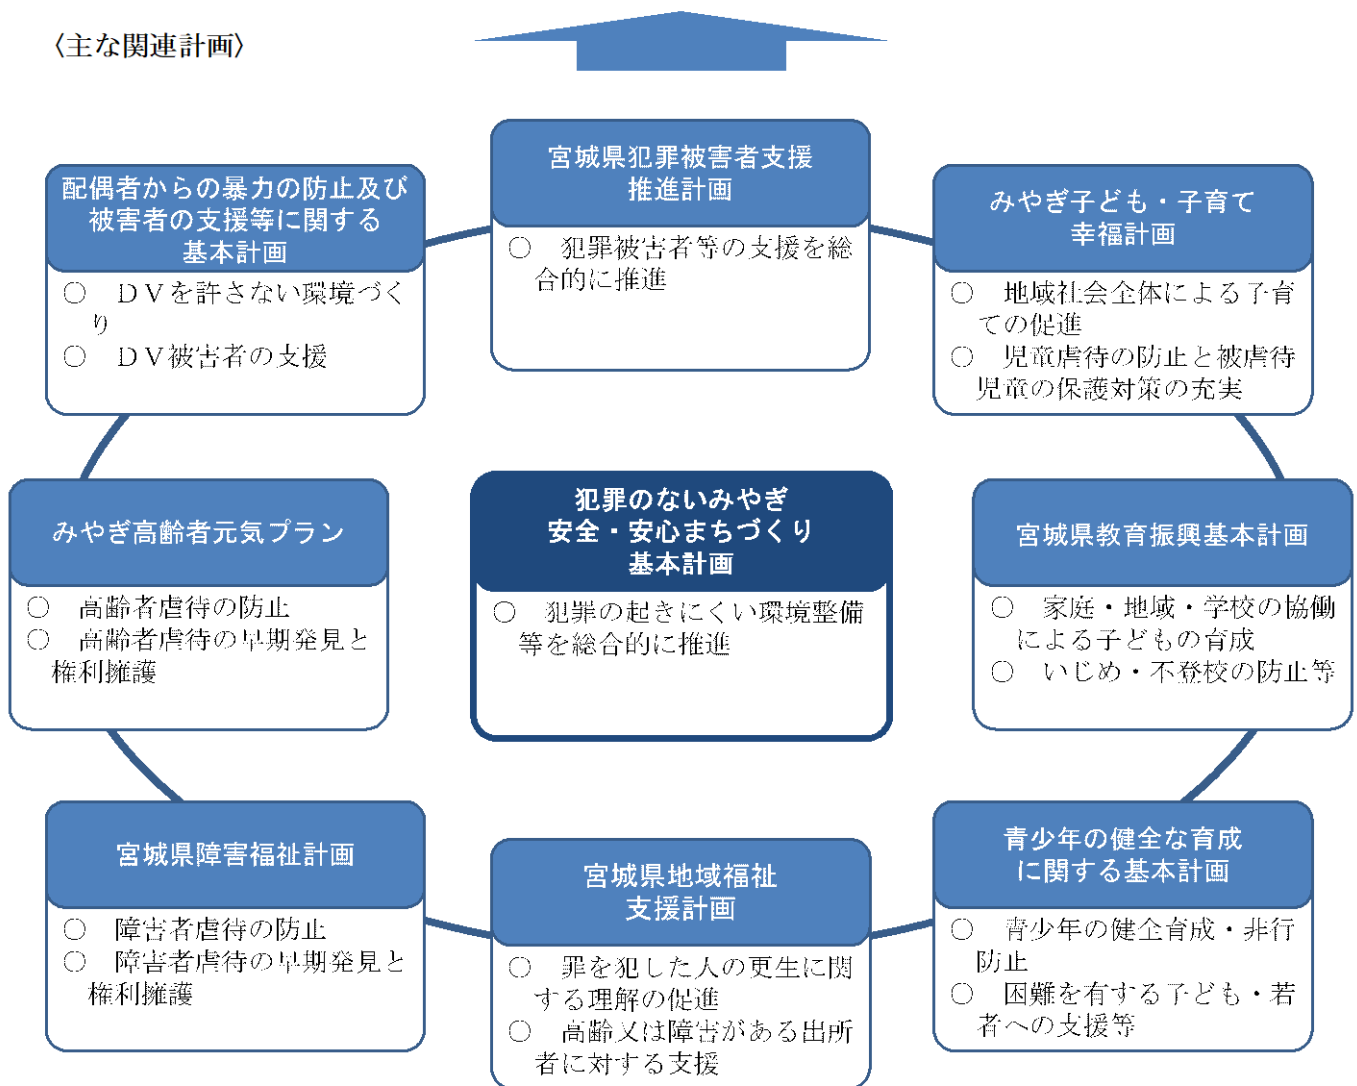 〈主な関連計画〉
宮城県犯罪被害者支援
推進計画
○　犯罪被害者等の支援を総
合的に推進
配偶者からの暴力の防止及び
被害者の支援等に関する
基本計画
○　ＤＶを許さない環境づく
り
○　ＤＶ被害者の支援
みやぎ子ども・子育て
幸福計画
○　地域社会全体による子育
ての促進
○　児童虐待の防止と被虐待
児童の保護対策の充実
みやぎ高齢者元気プラン
○　高齢者虐待の防止
○　高齢者虐待の早期発見と
権利擁護
犯罪のないみやぎ
安全・安心まちづくり
基本計画
○　犯罪の起きにくい環境整備
等を総合的に推進
宮城県教育振興基本計画
○　家庭・地域・学校の協働
による子どもの育成
○　いじめ・不登校の防止等
宮城県障害福祉計画
○　障害者虐待の防止
○　障害者虐待の早期発見と
権利擁護
宮城県地域福祉
支援計画
○　罪を犯した人の更生に関
する理解の促進
○　高齢又は障害がある出所
者に対する支援
青少年の健全な育成
に関する基本計画
○　青少年の健全育成・非行
防止
○　困難を有する子ども・若
者への支援等